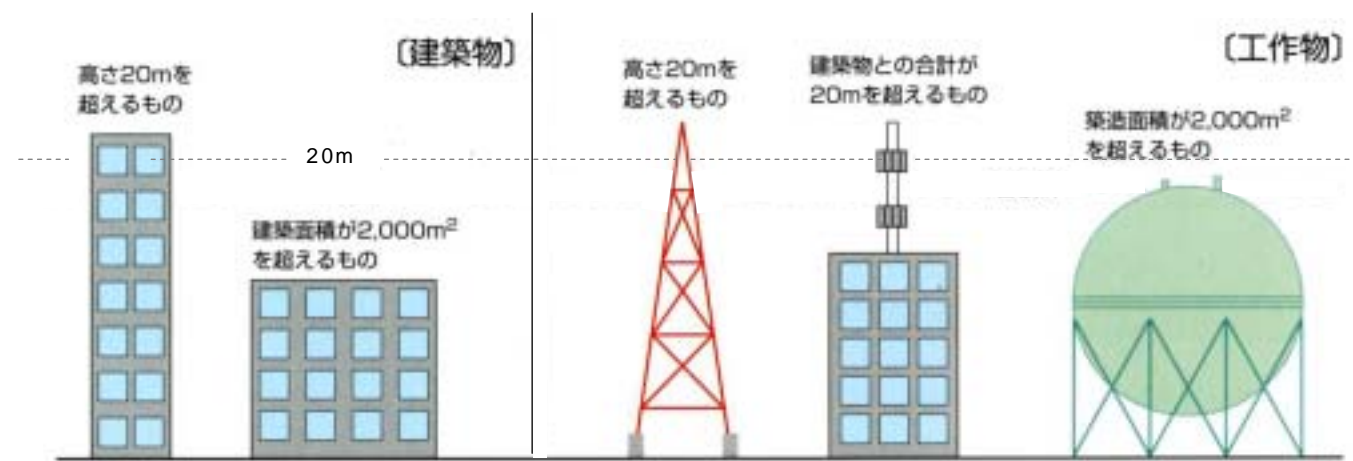 〔建築物〕
高さ20mを
超えるもの
20m
建築面積が2,000m²
を超えるもの
〔工作物〕
高さ20mを
超えるもの
建築物との合計が
20mを超えるもの
築造面積が2,000m²
を超えるもの